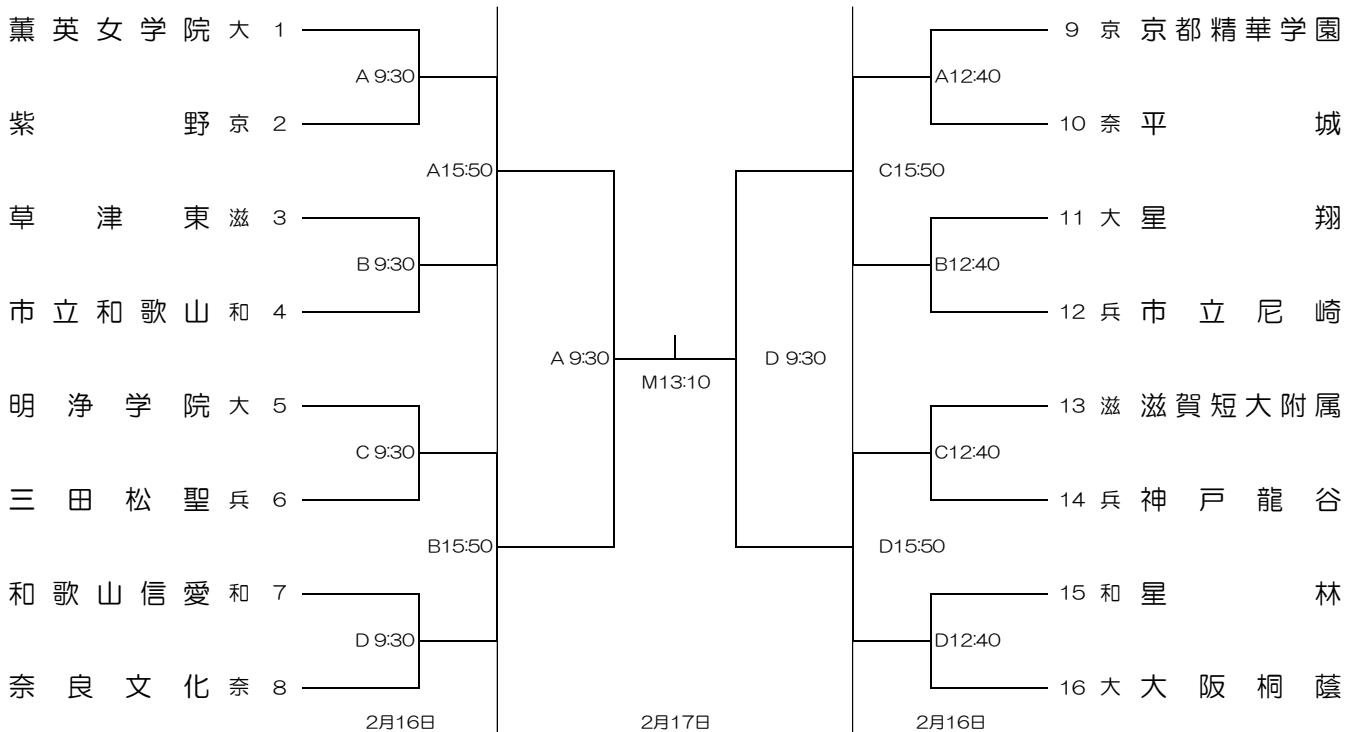 薫英女学院 大 1
A 9:30
紫野 京 2
A15:50
草津東 滋 3
B 9:30
市立和歌山 和 4
A 9:30
明浄学院 大 5
C 9:30
三田松聖 兵 6
B15:50
和歌山信愛 和 7
D 9:30
奈良文化 奈 8
2月16日
M13:10
2月17日
9 京 京都精華学園
A12:40
10 奈 平城
C15:50
11 大 星翔
B12:40
12 兵 市立尼崎
D 9:30
13 滋 滋賀短大附属
C12:40
14 兵 神戸龍谷
D15:50
15 和 星林
D12:40
16 大 大阪桐蔭
2月16日